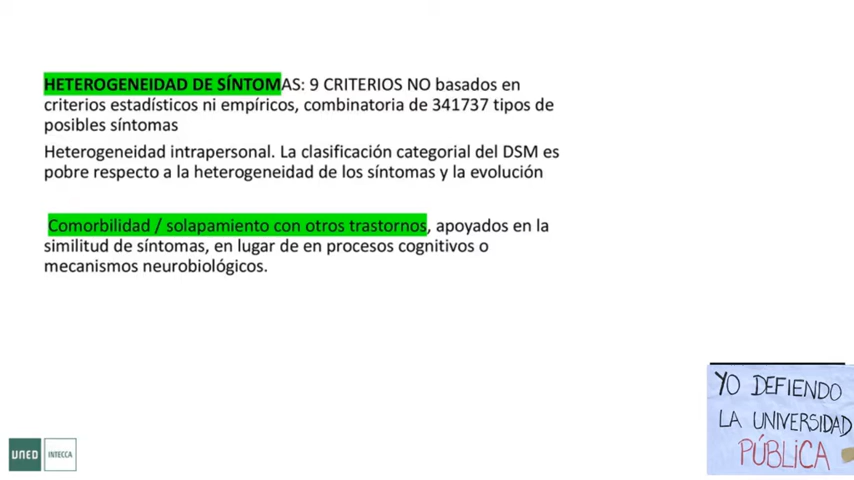 HETEROGENEIDAD DE SÍNTOMAS: 9 CRITERIOS NO basados en
criterios estadísticos ni empíricos, combinatoria de 341737 tipos de
posibles síntomas
Heterogeneidad intrapersonal. La clasificación categorial del DSM es
pobre respecto a la heterogeneidad de los síntomas y la evolución
Comorbilidad / solapamiento con otros trastornos, apoyados en la
similitud de síntomas, en lugar de en procesos cognitivos o
mecanismos neurobiológicos.
YO DEFIENDO
LA UNIVERSIDAD
PÚBLICA
UNED INTECCA